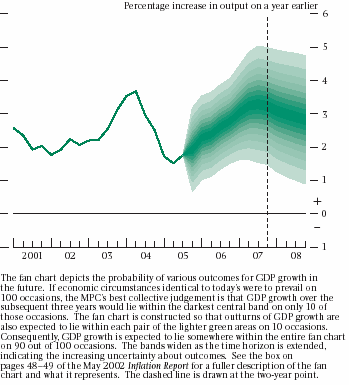 Percentage increase in output on a year earlier
6
5
4
3
2
1
+
0
−
1
2001 02 03 04 05 06 07 08
The fan chart depicts the probability of various outcomes for GDP growth in
the future. If economic circumstances identical to today's were to prevail on
100 occasions, the MPC's best collective judgement is that GDP growth over the
subsequent three years would lie within the darkest central band on only 10 of
those occasions. The fan chart is constructed so that outturns of GDP growth are
also expected to lie within each pair of the lighter green areas on 10 occasions.
Consequently, GDP growth is expected to lie somewhere within the entire fan chart
on 90 out of 100 occasions. The bands widen as the time horizon is extended,
indicating the increasing uncertainty about outcomes. See the box on
pages 48–49 of the May 2002 Inflation Report for a fuller description of the fan
chart and what it represents. The dashed line is drawn at the two-year point.